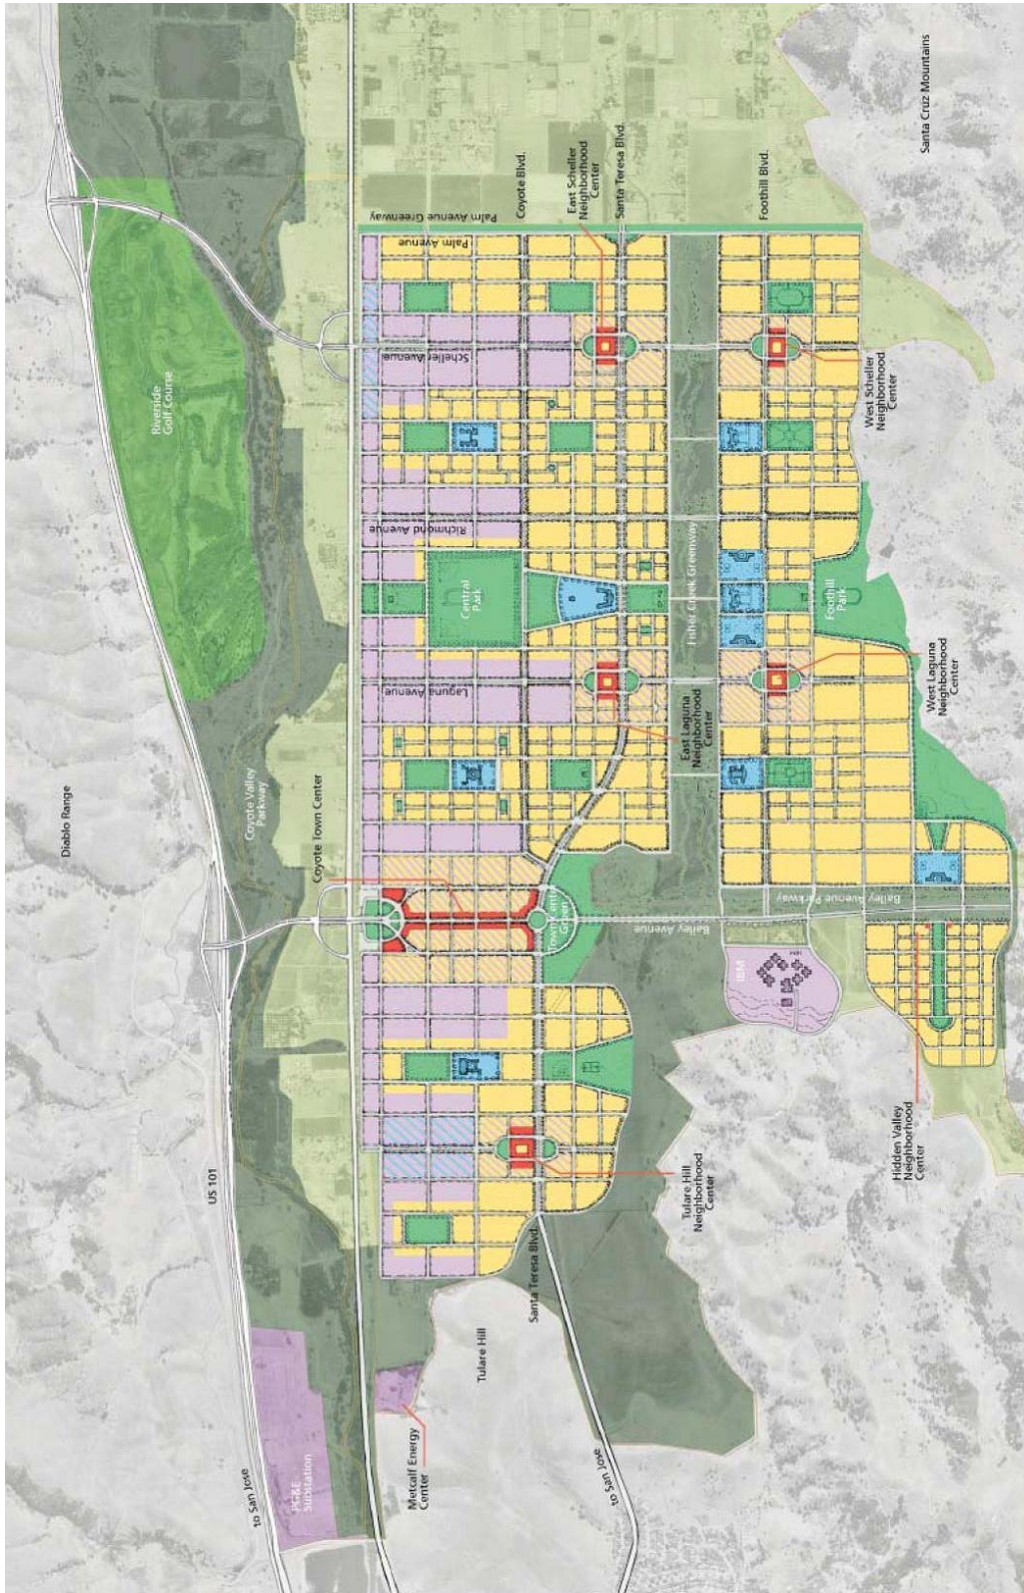 Santa Cruz Mountains
Palm Avenue Greenway
Palm Avenue
Coyote Blvd.
East Scheller
Neighborhood
Center
Santa Teresa Blvd.
Foothill Blvd.
Riverside
Golf Course
Scheller Avenue
West Scheller
Neighborhood
Center
Richmond Avenue
Central
Park
Fisher Creek Greenway
Foothill
Park
Laguna Avenue
East Laguna
Neighborhood
Center
West Laguna
Neighborhood
Center
Diablo Range
Coyote Valley
Parkway
Coyote Town Center
Town Center
Green
Bailey Avenue
Bailey Avenue Parkway
IBM
US 101
Tulare Hill
Neighborhood
Center
Hidden Valley
Neighborhood
Center
Santa Teresa Blvd.
Tulare Hill
Metcalf Energy
Center
PG&E
Substation
to San Jose
to San Jose